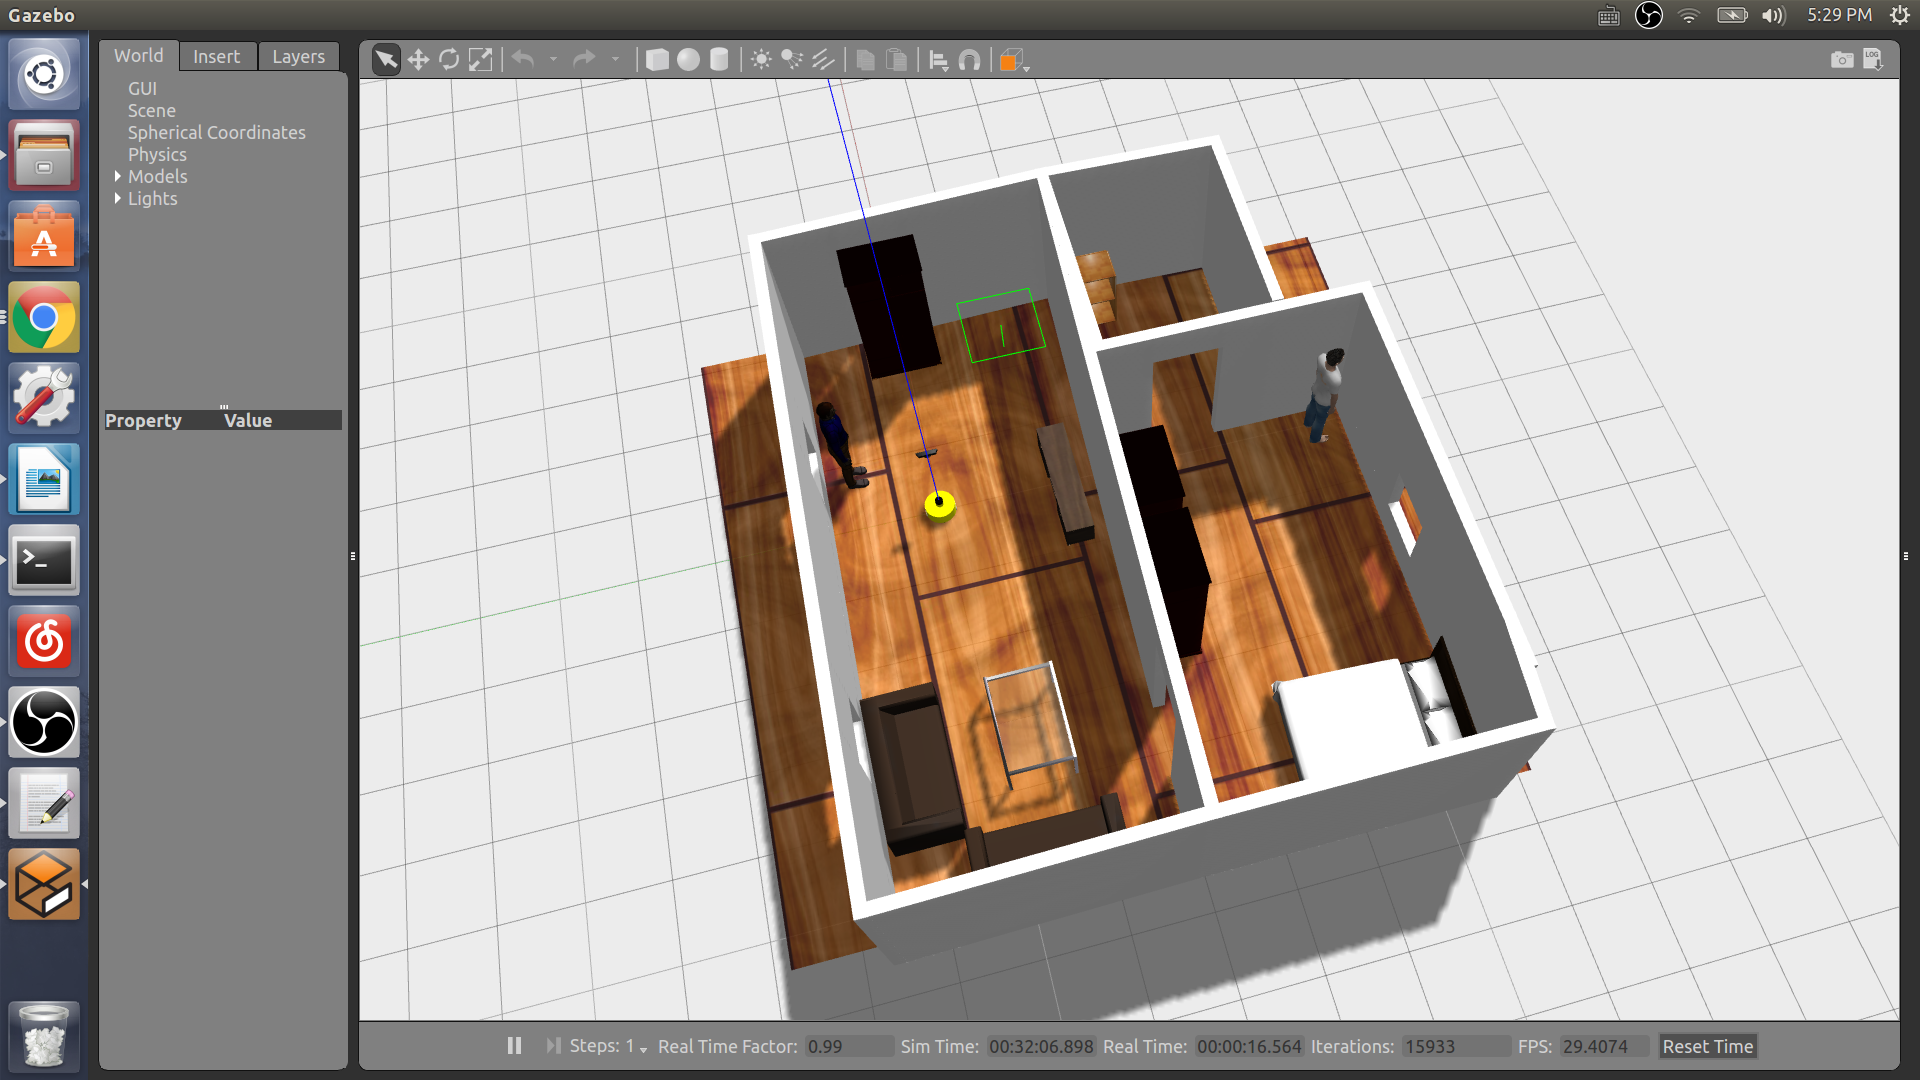 Gazebo
5:29 PM
World Insert Layers
GUI
Scene
Spherical Coordinates
Physics
Models
Lights
Property Value
LOG
Steps: 1 Real Time Factor: 0.99 Sim Time: 00:32:06.898 Real Time: 00:00:16.564 Iterations: 15933 FPS: 29.4074 Reset Time